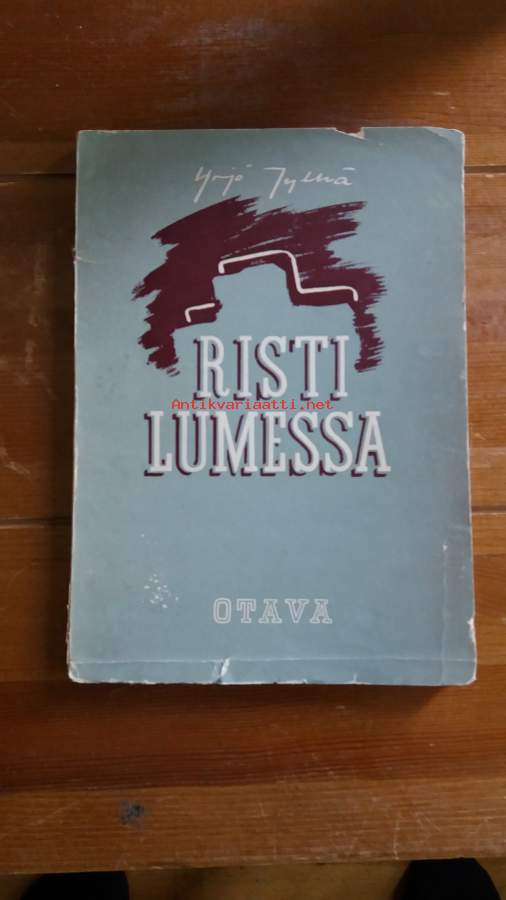 Yrjö Jylhä
RISTI
Antikvariaatti.net
LUMESSA
OTAVA